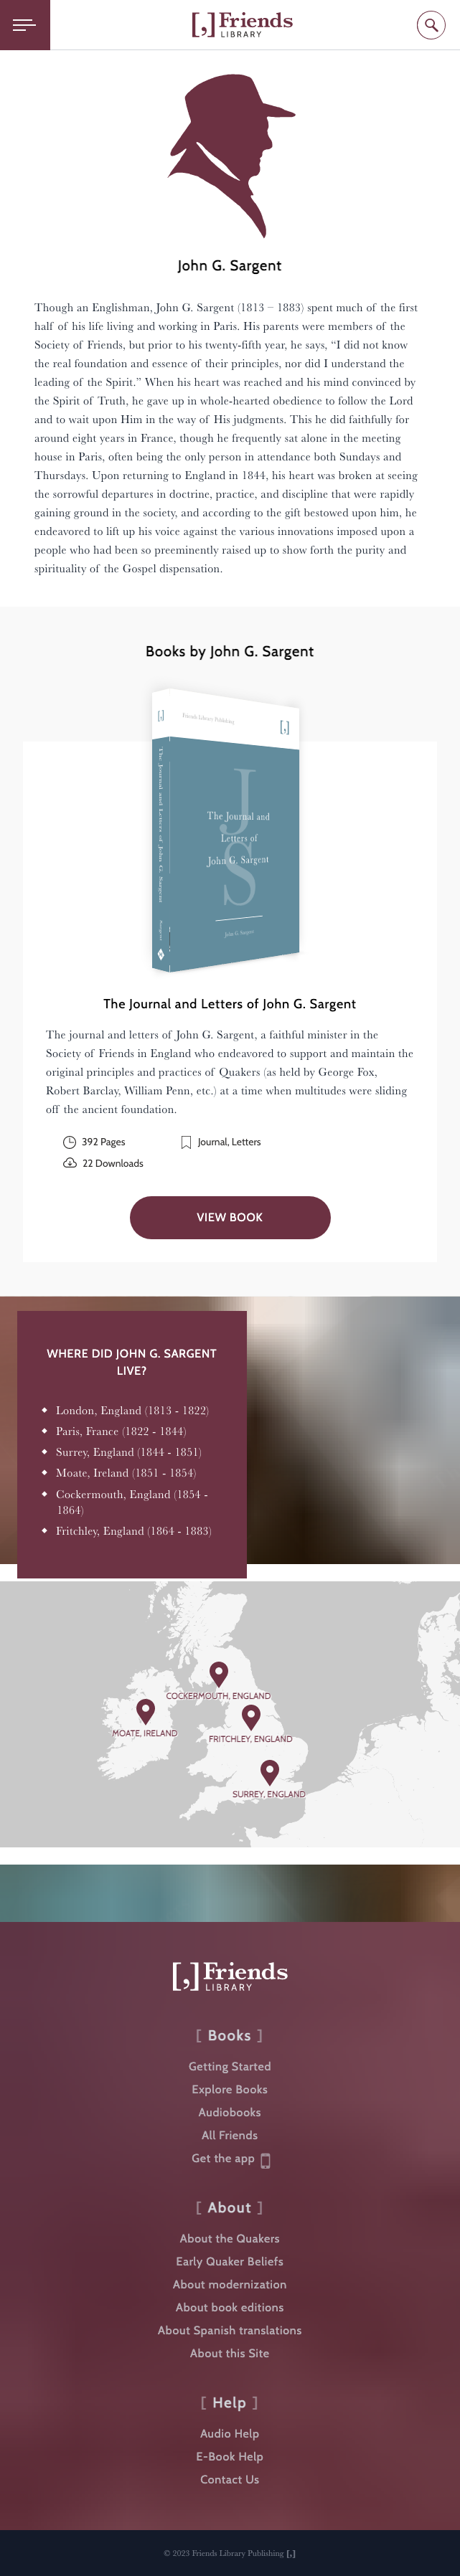 [,] Friends
LIBRARY
John G. Sargent
Though an Englishman, John G. Sargent (1813 – 1883) spent much of the first
half of his life living and working in Paris. His parents were members of the
Society of Friends, but prior to his twenty-fifth year, he says, “I did not know
the real foundation and essence of their principles, nor did I understand the
leading of the Spirit.” When his heart was reached and his mind convinced by
the Spirit of Truth, he gave up in whole-hearted obedience to follow the Lord
and to wait upon Him in the way of His judgments. This he did faithfully for
around eight years in France, though he frequently sat alone in the meeting
house in Paris, often being the only person in attendance both Sundays and
Thursdays. Upon returning to England in 1844, his heart was broken at seeing
the sorrowful departures in doctrine, practice, and discipline that were rapidly
gaining ground in the society, and according to the gift bestowed upon him, he
endeavored to lift up his voice against the various innovations imposed upon a
people who had been so preeminently raised up to show forth the purity and
spirituality of the Gospel dispensation.
Books by John G. Sargent
[,]
Friends Library Publishing
[,]
The Journal and Letters of John G. Sargent
Sargent
JS
The Journal and
Letters of
John G. Sargent
John G. Sargent
The Journal and Letters of John G. Sargent
The journal and letters of John G. Sargent, a faithful minister in the
Society of Friends in England who endeavored to support and maintain the
original principles and practices of Quakers (as held by George Fox,
Robert Barclay, William Penn, etc.) at a time when multitudes were sliding
off the ancient foundation.
392 Pages
Journal, Letters
22 Downloads
VIEW BOOK
WHERE DID JOHN G. SARGENT
LIVE?
London, England (1813 - 1822)
Paris, France (1822 - 1844)
Surrey, England (1844 - 1851)
Moate, Ireland (1851 - 1854)
Cockermouth, England (1854 -
1864)
Fritchley, England (1864 - 1883)
COCKERMOUTH, ENGLAND
MOATE, IRELAND
FRITCHLEY, ENGLAND
SURREY, ENGLAND
[,] Friends
LIBRARY
[ Books ]
Getting Started
Explore Books
Audiobooks
All Friends
Get the app
[ About ]
About the Quakers
Early Quaker Beliefs
About modernization
About book editions
About Spanish translations
About this Site
[ Help ]
Audio Help
E-Book Help
Contact Us
© 2023 Friends Library Publishing [,]